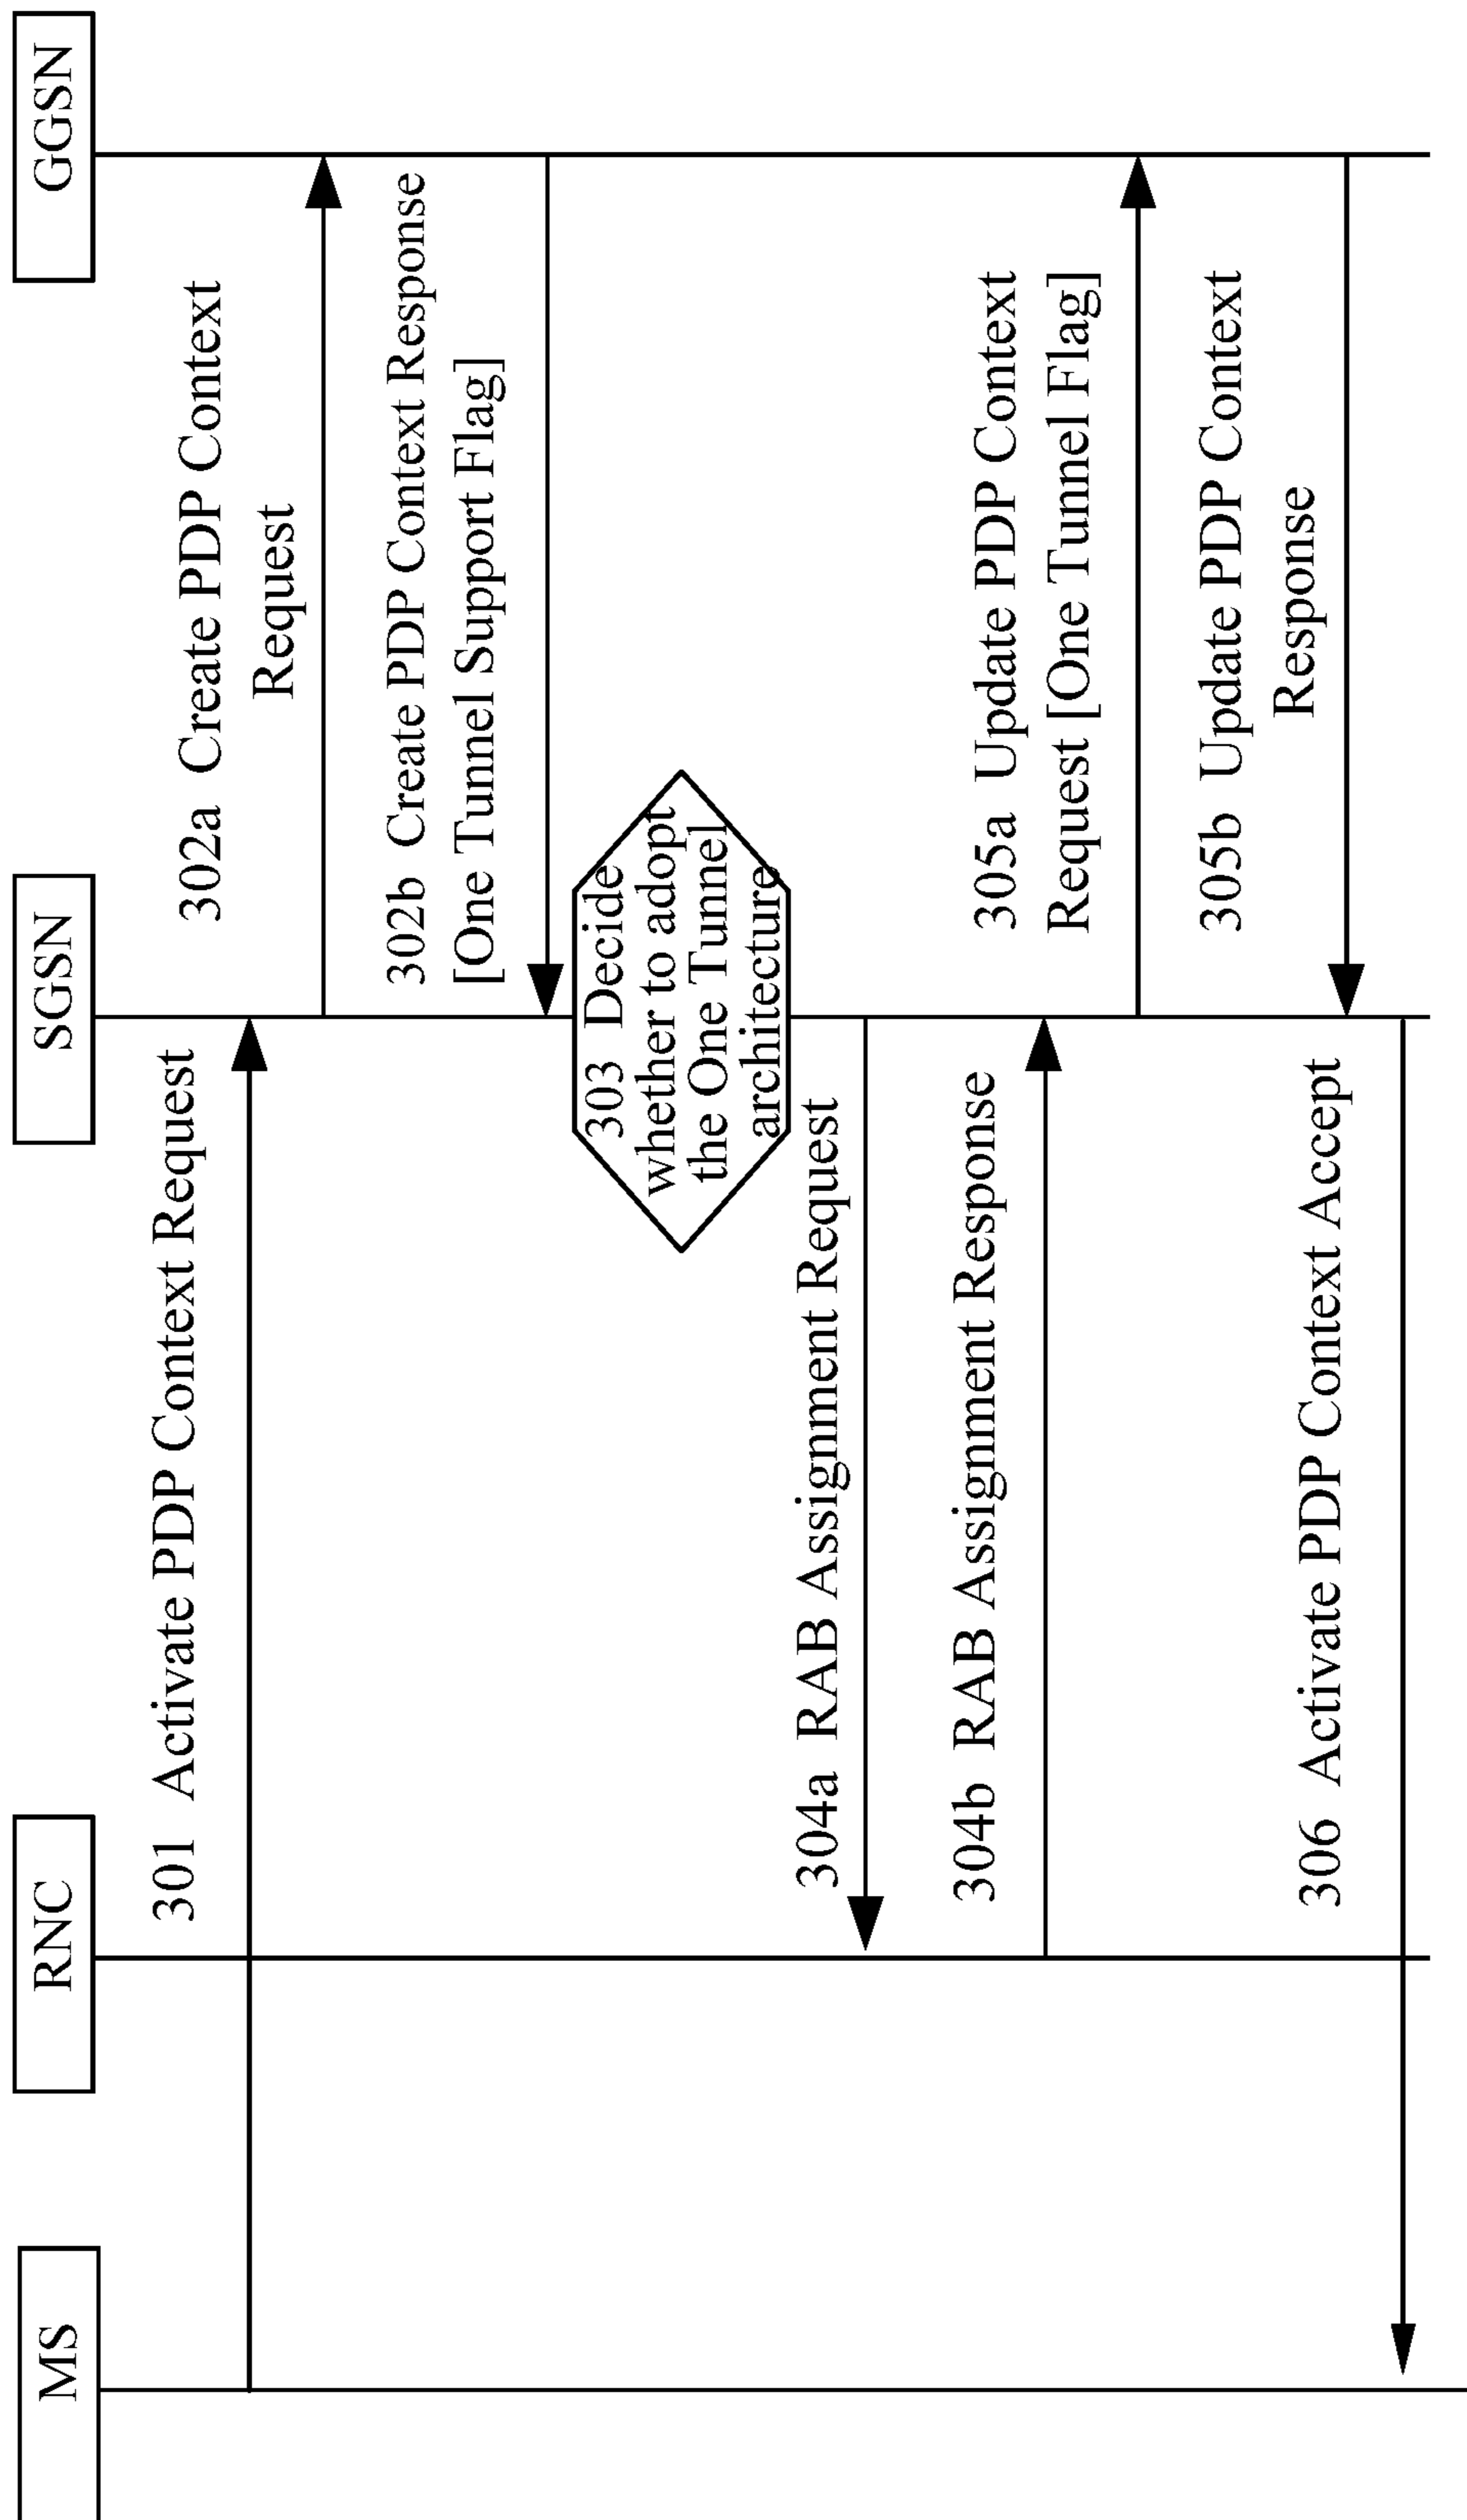 MS
RNC
SGSN
GGSN
301 Activate PDP Context Request
302a Create PDP Context
Request
302b Create PDP Context Response
[One Tunnel Support Flag]
303 Decide
whether to adopt
the One Tunnel
architecture
304a RAB Assignment Request
304b RAB Assignment Response
305a Update PDP Context
Request [One Tunnel Flag]
305b Update PDP Context
Response
306 Activate PDP Context Accept